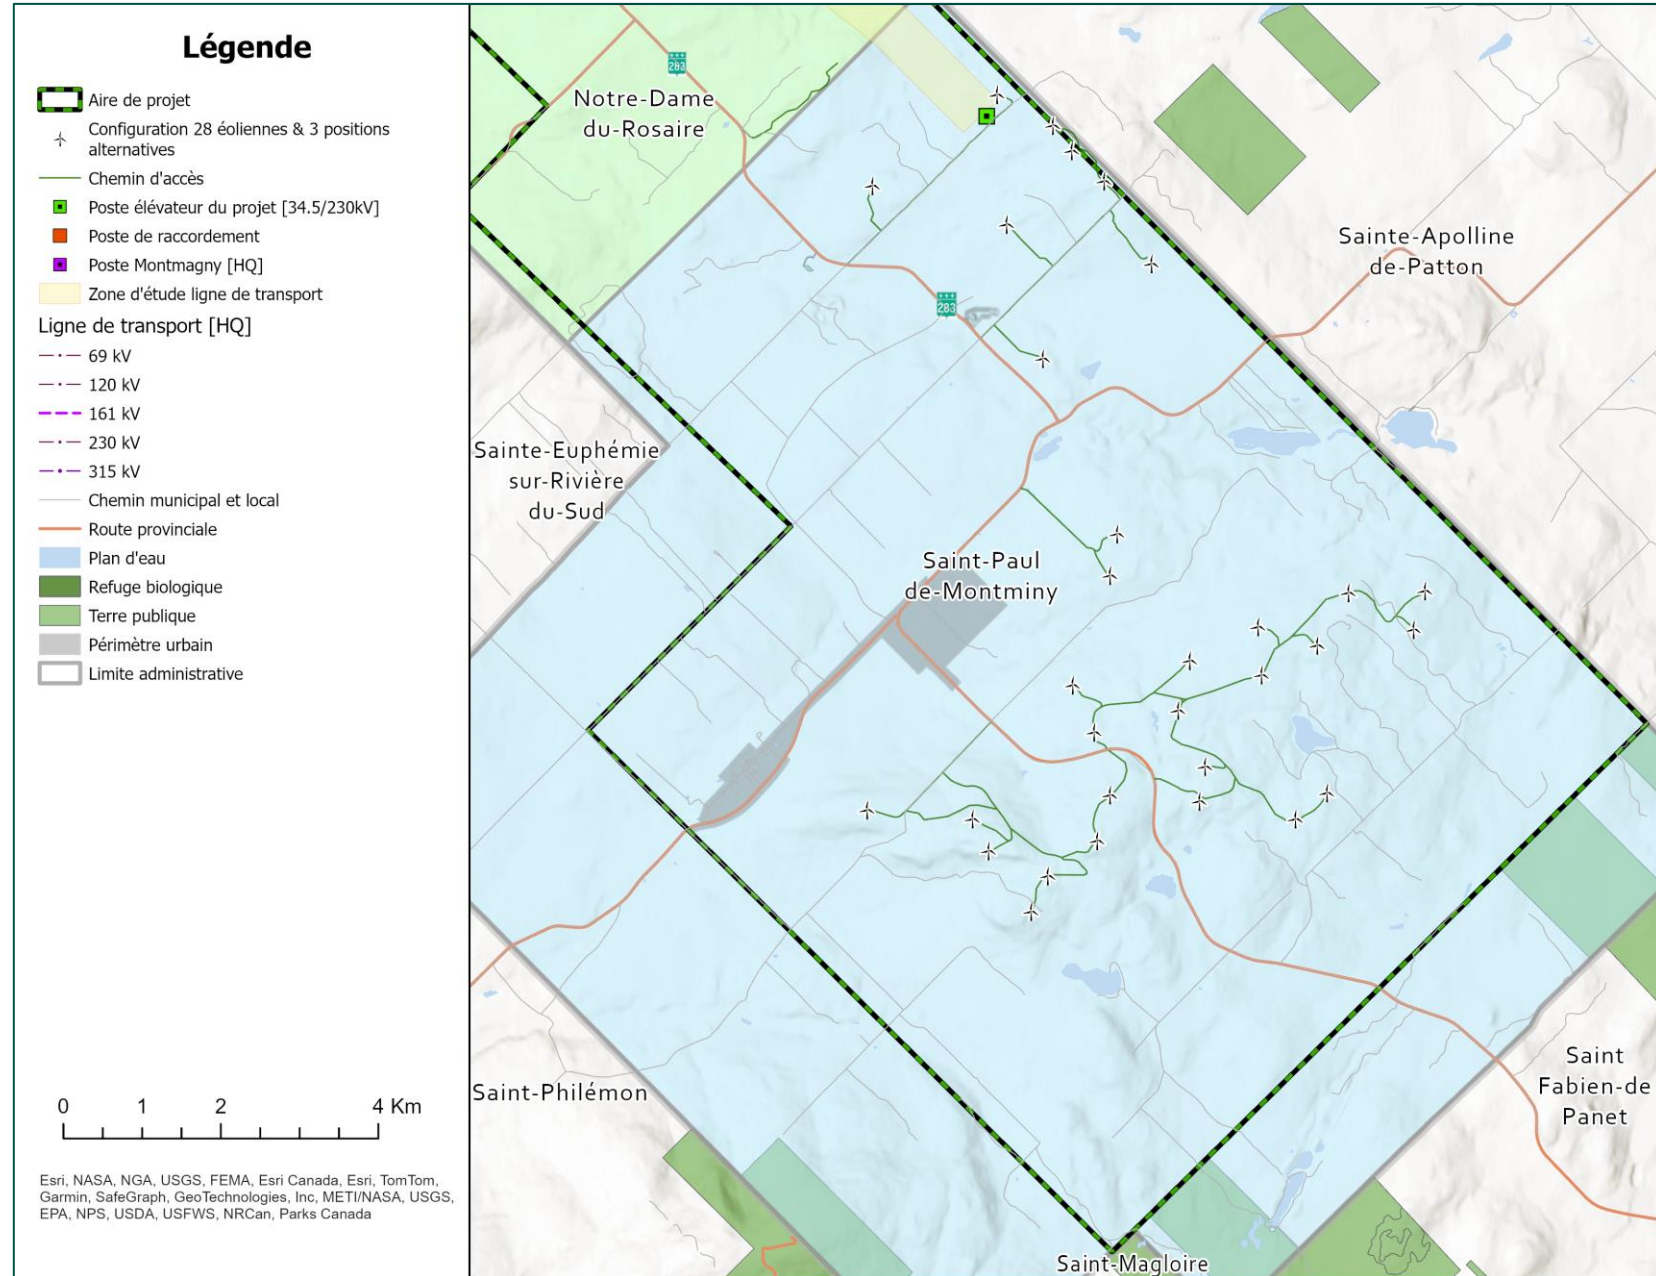 Légende
Aire de projet
Configuration 28 éoliennes & 3 positions
alternatives
Chemin d'accès
Poste élévateur du projet [34.5/230kV]
Poste de raccordement
Poste Montmagny [HQ]
Zone d'étude ligne de transport
Ligne de transport [HQ]
69 kV
120 kV
161 kV
230 kV
315 kV
Chemin municipal et local
Route provinciale
Plan d'eau
Refuge biologique
Terre publique
Périmètre urbain
Limite administrative
0 1 2 4 Km
Esri, NASA, NGA, USGS, FEMA, Esri Canada, Esri, TomTom,
Garmin, SafeGraph, GeoTechnologies, Inc, METI/NASA, USGS,
EPA, NPS, USDA, USFWS, NRCan, Parks Canada
283
Notre-Dame
du-Rosaire
Sainte-Apolline
de-Patton
283
Sainte-Euphémie
sur-Rivière
du-Sud
Saint-Paul
de-Montminy
Saint-Philémon
Saint
Fabien-de
Panet
Saint-Magloire